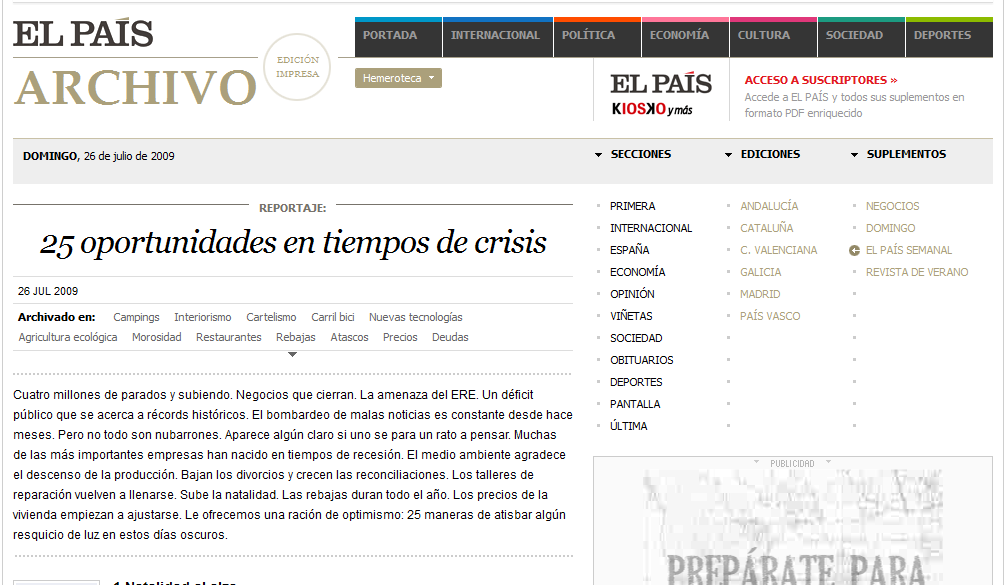 EL PAÍS
ARCHIVO
EDICIÓN
IMPRESA
PORTADA
INTERNACIONAL
POLÍTICA
ECONOMÍA
CULTURA
SOCIEDAD
DEPORTES
Hemeroteca
EL PAÍS
KIOSKO y más
ACCESO A SUSCRIPTORES »
Accede a EL PAÍS y todos sus suplementos en
formato PDF enriquecido
DOMINGO, 26 de julio de 2009
REPORTAJE:
25 oportunidades en tiempos de crisis
26 JUL 2009
Archivado en: Campings Interiorismo Cartelismo Carril bici Nuevas tecnologías
Agricultura ecológica Morosidad Restaurantes Rebajas Atascos Precios Deudas
Cuatro millones de parados y subiendo. Negocios que cierran. La amenaza del ERE. Un déficit
público que se acerca a récords históricos. El bombardeo de malas noticias es constante desde hace
meses. Pero no todo son nubarrones. Aparece algún claro si uno se para un rato a pensar. Muchas
de las más importantes empresas han nacido en tiempos de recesión. El medio ambiente agradece
el descenso de la producción. Bajan los divorcios y crecen las reconciliaciones. Los talleres de
reparación vuelven a llenarse. Sube la natalidad. Las rebajas duran todo el año. Los precios de la
vivienda empiezan a ajustarse. Le ofrecemos una ración de optimismo: 25 maneras de atisbar algún
resquicio de luz en estos días oscuros.
1 Natalidad al alza
SECCIONES
PRIMERA
INTERNACIONAL
ESPAÑA
ECONOMÍA
OPINIÓN
VIÑETAS
SOCIEDAD
OBITUARIOS
DEPORTES
PANTALLA
ÚLTIMA
EDICIONES
ANDALUCÍA
CATALUÑA
C. VALENCIANA
GALICIA
MADRID
PAÍS VASCO
SUPLEMENTOS
NEGOCIOS
DOMINGO
EL PAÍS SEMANAL
REVISTA DE VERANO
PUBLICIDAD
PREPÁRATE PARA